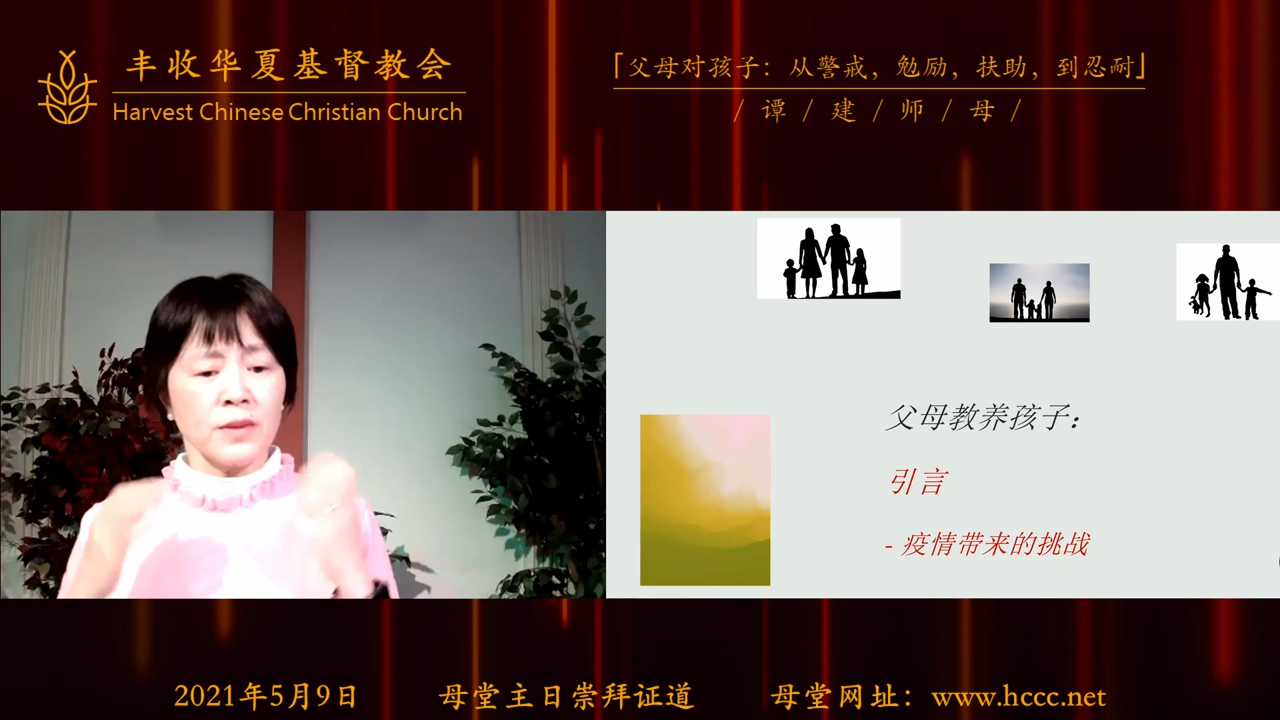 丰收华夏基督教会
Harvest Chinese Christian Church
「父母对孩子：从警戒，勉励，扶助，到忍耐」
/ 谭 / 建 / 师 / 母 /
父母教养孩子：
引言
- 疫情带来的挑战
2021年5月9日 母堂主日崇拜证道 母堂网址：www.hccc.net